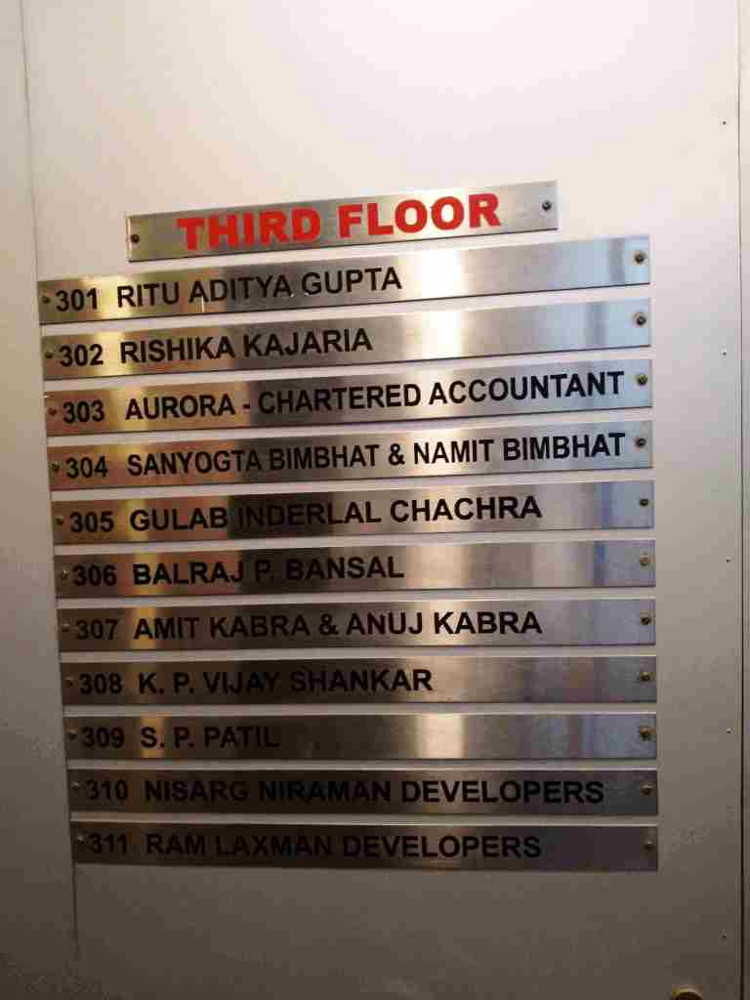 THIRD FLOOR
301 RITU ADITYA GUPTA
302 RISHIKA KAJARIA
303 AURORA - CHARTERED ACCOUNTANT
304 SANYOGTA BIMBHAT & NAMIT BIMBHAT
305 GULAB INDERLAL CHACHRA
306 BALRAJ P. BANSAL
307 AMIT KABRA & ANUJ KABRA
308 K. P. VIJAY SHANKAR
309 S. P. PATIL
310 NISARG NIRAMAN DEVELOPERS
311 RAM LAXMAN DEVELOPERS